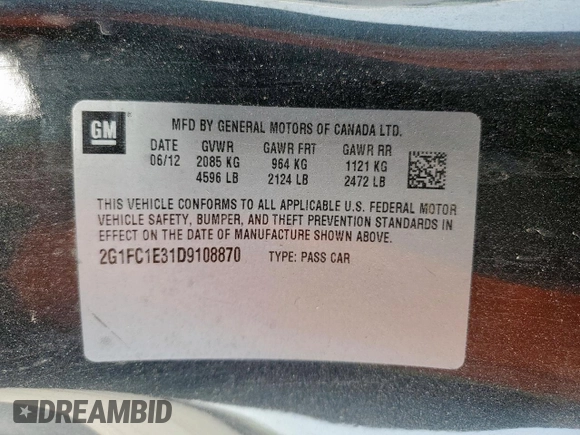 GM
MFD BY GENERAL MOTORS OF CANADA LTD.
DATE GVWR GAWR FRT GAWR RR
06/12 2085 KG 964 KG 1121 KG
4596 LB 2124 LB 2472 LB
THIS VEHICLE CONFORMS TO ALL APPLICABLE U.S. FEDERAL MOTOR
VEHICLE SAFETY, BUMPER, AND THEFT PREVENTION STANDARDS IN
EFFECT ON THE DATE OF MANUFACTURE SHOWN ABOVE.
2G1FC1E31D9108870 TYPE: PASS CAR
DREAMBID